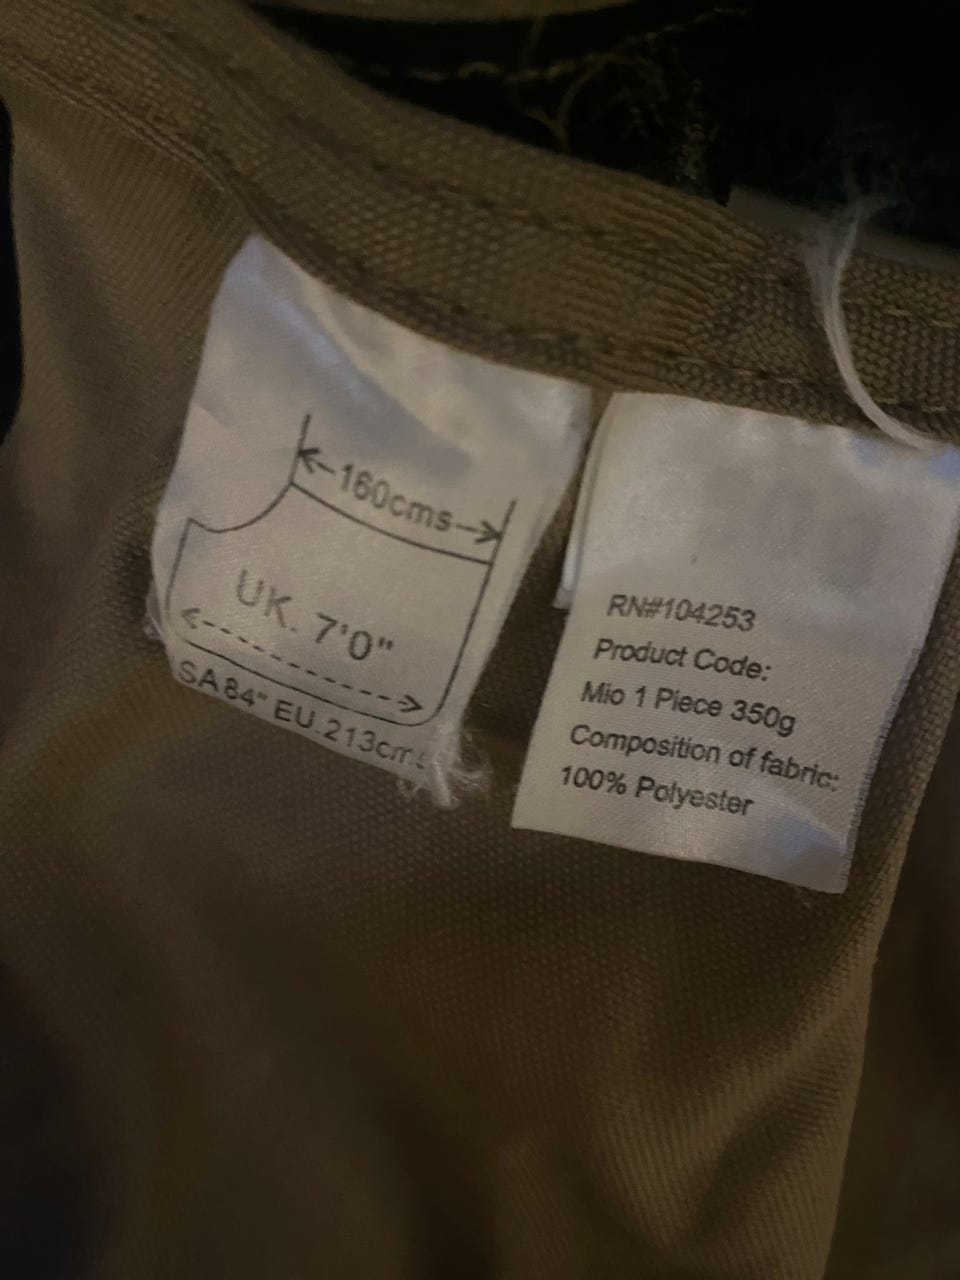 160cms
UK. 7'0"
SA 84" EU.213cms
RN#104253
Product Code:
Mio 1 Piece 350g
Composition of fabric:
100% Polyester